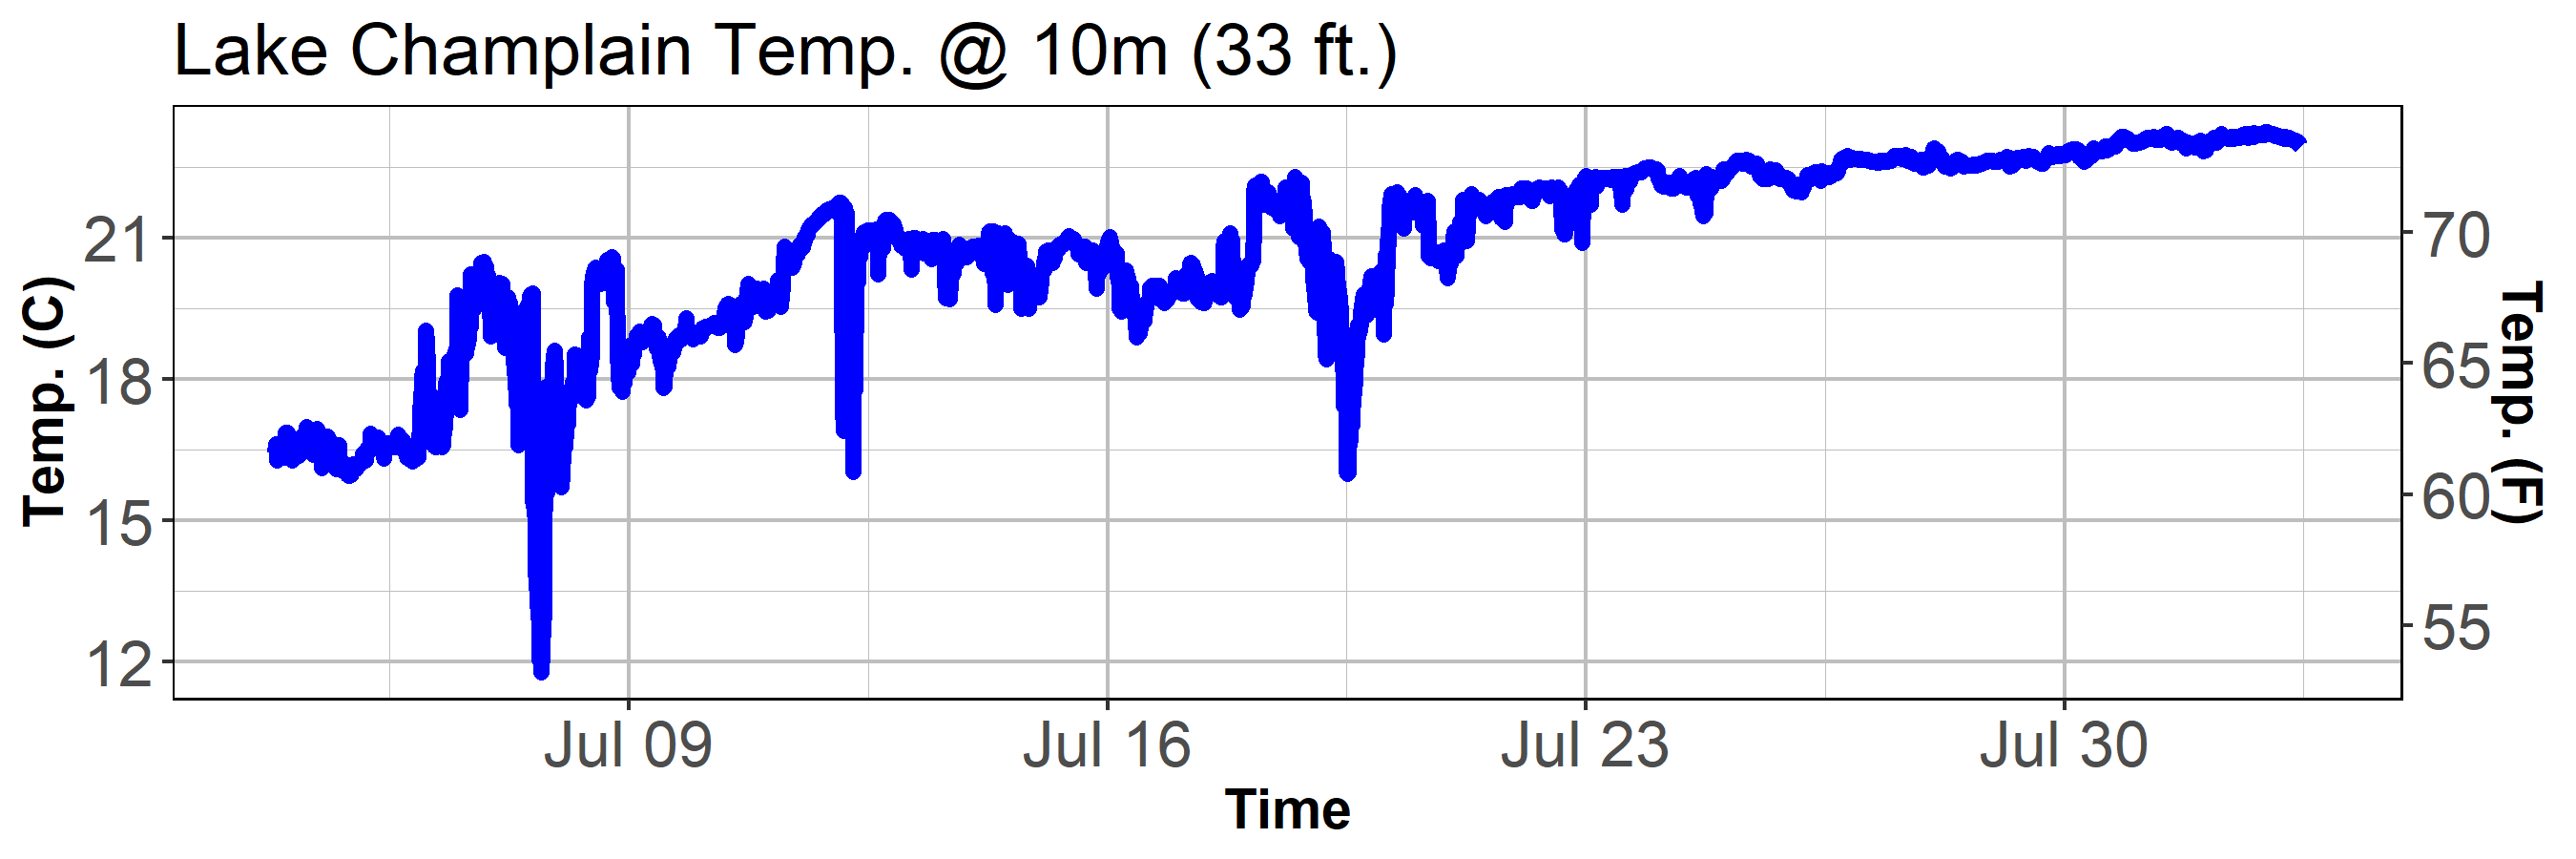 Lake Champlain Temp. @ 10m (33 ft.)
Temp. (C)
21
18
15
12
70
65
60
55
Temp. (F)
Jul 09 Jul 16 Jul 23 Jul 30
Time